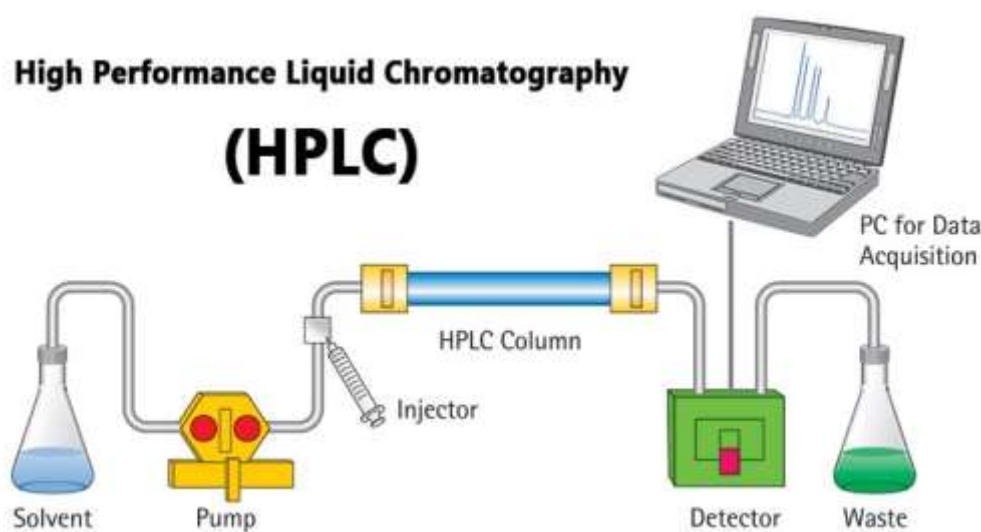 High Performance Liquid Chromatography
(HPLC)
PC for Data
Acquisition
HPLC Column
Injector
Solvent
Pump
Detector
Waste